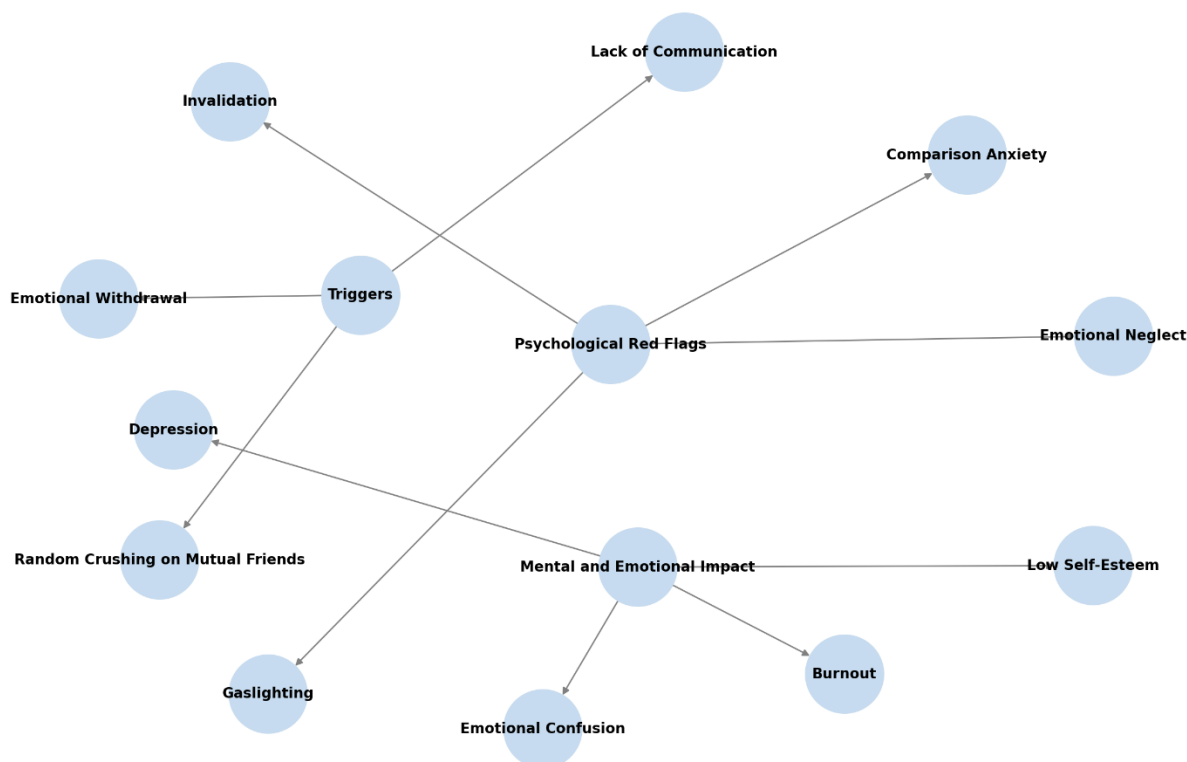 Lack of Communication
Invalidation
Comparison Anxiety
Emotional Withdrawal
Triggers
Psychological Red Flags
Emotional Neglect
Depression
Random Crushing on Mutual Friends
Mental and Emotional Impact
Low Self-Esteem
Gaslighting
Burnout
Emotional Confusion